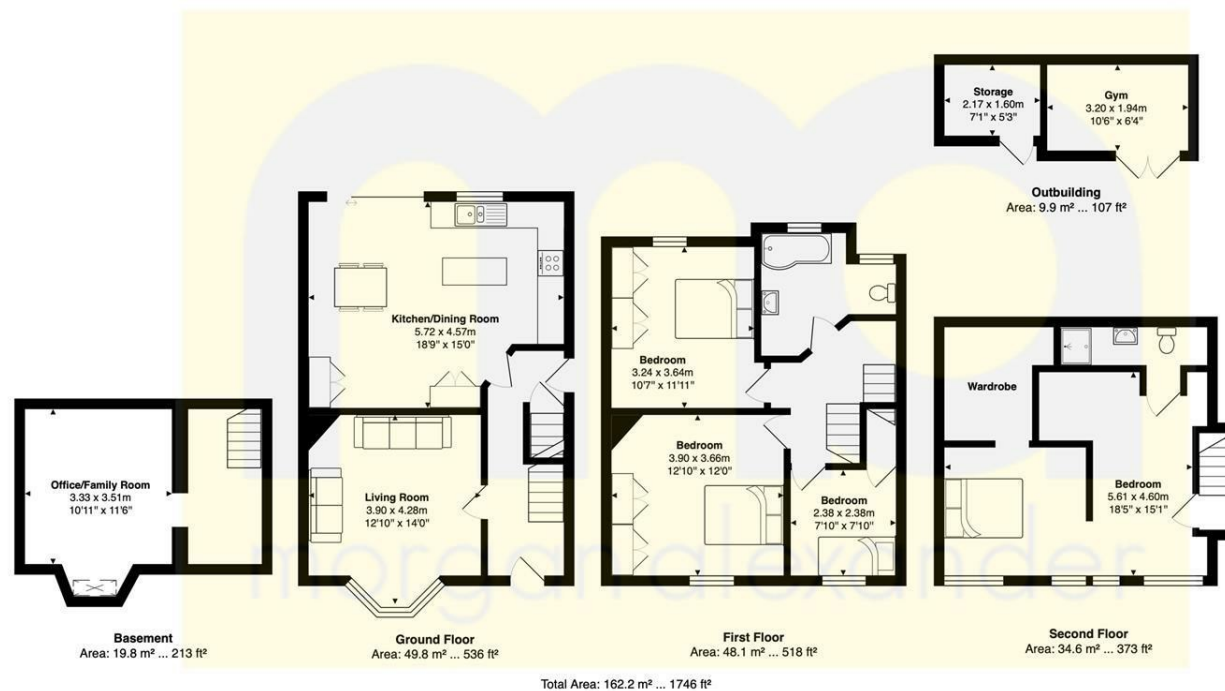 Storage
2.17 x 1.60m
7'1" x 5'3"
Gym
3.20 x 1.94m
10'6" x 6'4"
Outbuilding
Area: 9.9 m² ... 107 ft²
Office/Family Room
3.33 x 3.51m
10'11" x 11'6"
Basement
Area: 19.8 m² ... 213 ft²
Kitchen/Dining Room
5.72 x 4.57m
18'9" x 15'0"
Living Room
3.90 x 4.28m
12'10" x 14'0"
Ground Floor
Area: 49.8 m² ... 536 ft²
Bedroom
3.24 x 3.64m
10'7" x 11'11"
Bedroom
3.90 x 3.66m
12'10" x 12'0"
Bedroom
2.38 x 2.38m
7'10" x 7'10"
First Floor
Area: 48.1 m² ... 518 ft²
Wardrobe
Bedroom
5.61 x 4.60m
18'5" x 15'1"
Second Floor
Area: 34.6 m² ... 373 ft²
ma
morgan alexander
Total Area: 162.2 m² ... 1746 ft²